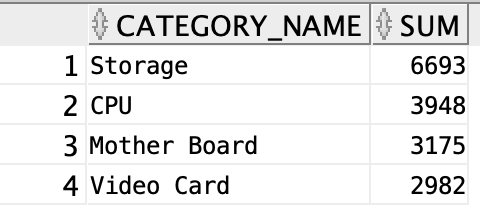 CATEGORY_NAME SUM
1 Storage 6693
2 CPU 3948
3 Mother Board 3175
4 Video Card 2982